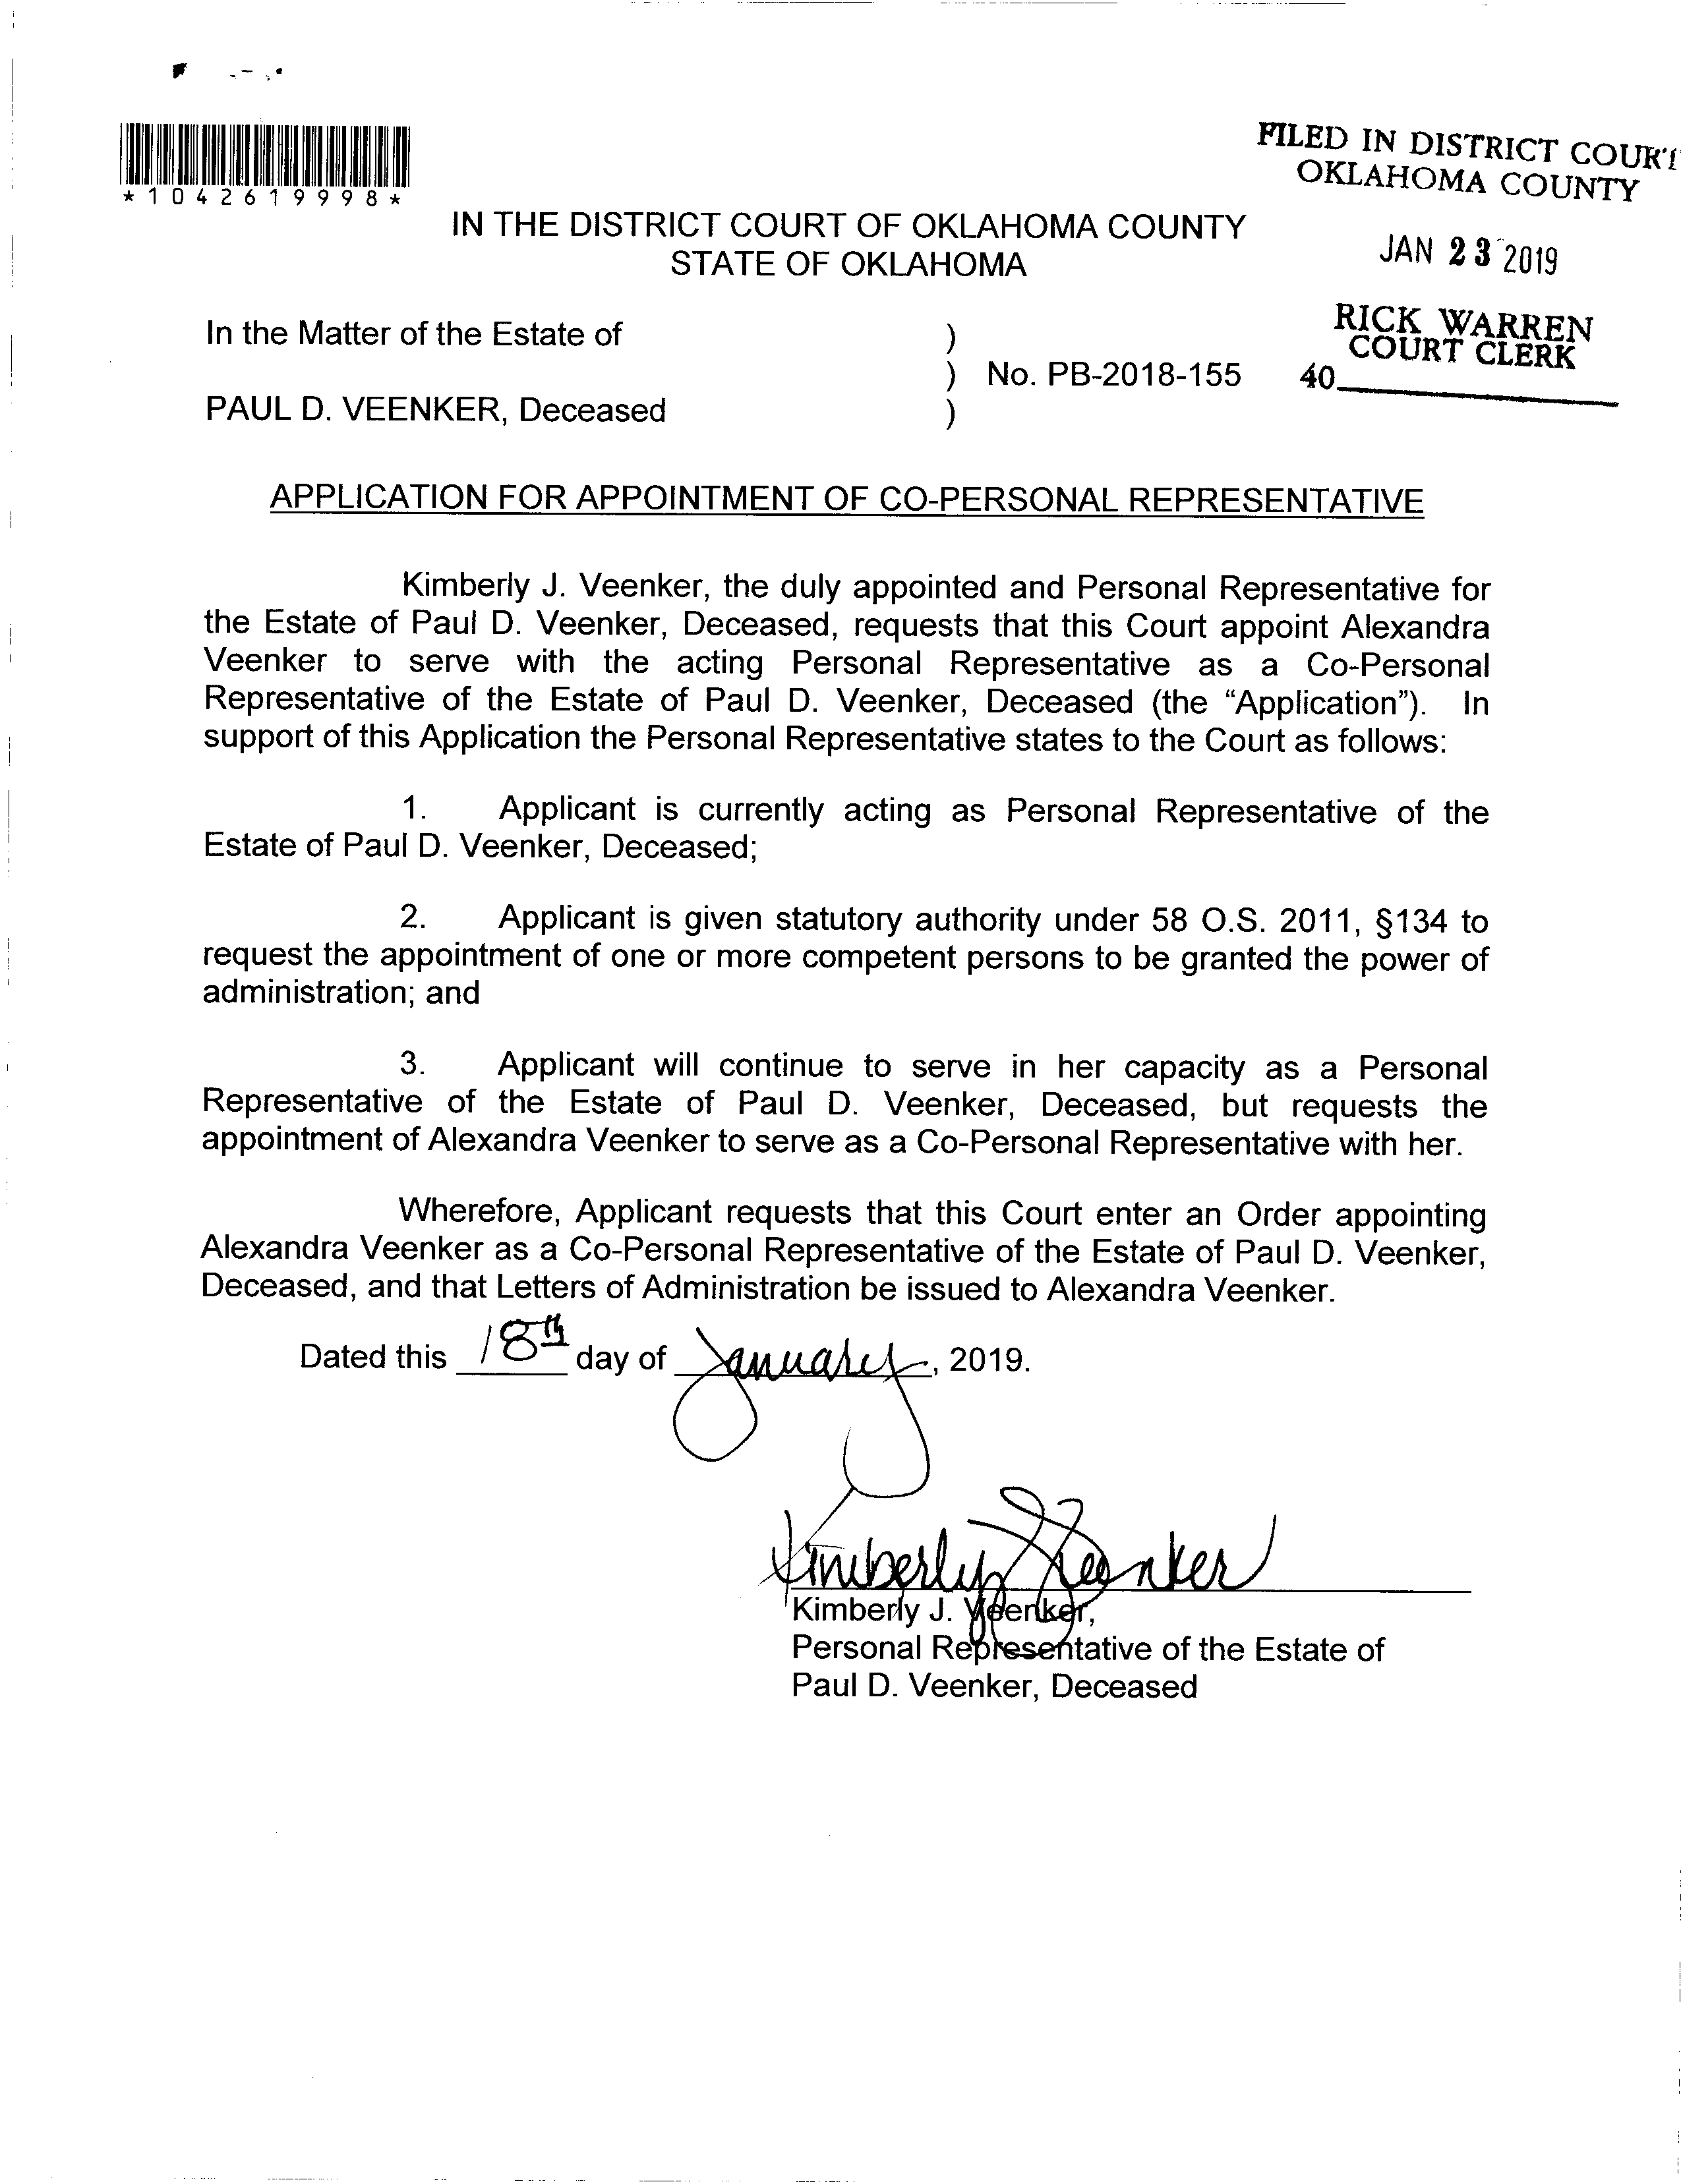 *1042619998*
FILED IN DISTRICT COURT
OKLAHOMA COUNTY
IN THE DISTRICT COURT OF OKLAHOMA COUNTY
STATE OF OKLAHOMA
JAN 23 2019
RICK WARREN
COURT CLERK
40
In the Matter of the Estate of )
) No. PB-2018-155
PAUL D. VEENKER, Deceased )
APPLICATION FOR APPOINTMENT OF CO-PERSONAL REPRESENTATIVE
Kimberly J. Veenker, the duly appointed and Personal Representative for
the Estate of Paul D. Veenker, Deceased, requests that this Court appoint Alexandra
Veenker to serve with the acting Personal Representative as a Co-Personal
Representative of the Estate of Paul D. Veenker, Deceased (the “Application”). In
support of this Application the Personal Representative states to the Court as follows:
1. Applicant is currently acting as Personal Representative of the
Estate of Paul D. Veenker, Deceased;
2. Applicant is given statutory authority under 58 O.S. 2011, §134 to
request the appointment of one or more competent persons to be granted the power of
administration; and
3. Applicant will continue to serve in her capacity as a Personal
Representative of the Estate of Paul D. Veenker, Deceased, but requests the
appointment of Alexandra Veenker to serve as a Co-Personal Representative with her.
Wherefore, Applicant requests that this Court enter an Order appointing
Alexandra Veenker as a Co-Personal Representative of the Estate of Paul D. Veenker,
Deceased, and that Letters of Administration be issued to Alexandra Veenker.
Dated this 18th day of January, 2019.
Kimberly J Veenker
Kimberly J. Veenker,
Personal Representative of the Estate of
Paul D. Veenker, Deceased